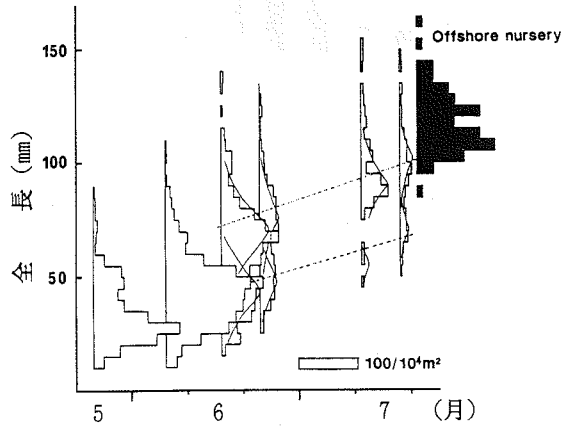 150
Offshore nursery
100
50
全長(mm)
100/10⁴m²
5 6 7 (月)